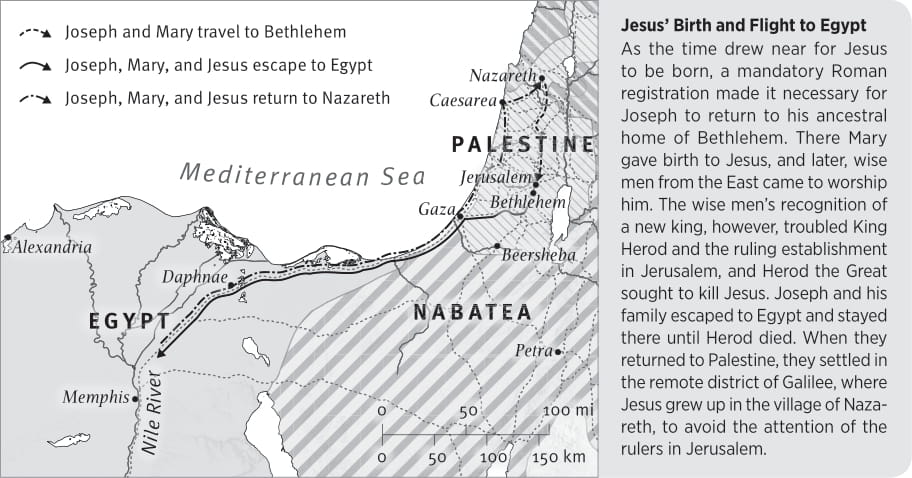 Joseph and Mary travel to Bethlehem
Joseph, Mary, and Jesus escape to Egypt
Joseph, Mary, and Jesus return to Nazareth
Nazareth
Caesarea
PALESTINE
Mediterranean Sea
Jerusalem
Bethlehem
Gaza
Alexandria
Beersheba
Daphnae
EGYPT
NABATEA
Petra
Memphis
Nile River
0 50 100 mi
0 50 100 150 km
Jesus’ Birth and Flight to Egypt
As the time drew near for Jesus
to be born, a mandatory Roman
registration made it necessary for
Joseph to return to his ancestral
home of Bethlehem. There Mary
gave birth to Jesus, and later, wise
men from the East came to worship
him. The wise men’s recognition of
a new king, however, troubled King
Herod and the ruling establishment
in Jerusalem, and Herod the Great
sought to kill Jesus. Joseph and his
family escaped to Egypt and stayed
there until Herod died. When they
returned to Palestine, they settled in
the remote district of Galilee, where
Jesus grew up in the village of Naza-
reth, to avoid the attention of the
rulers in Jerusalem.